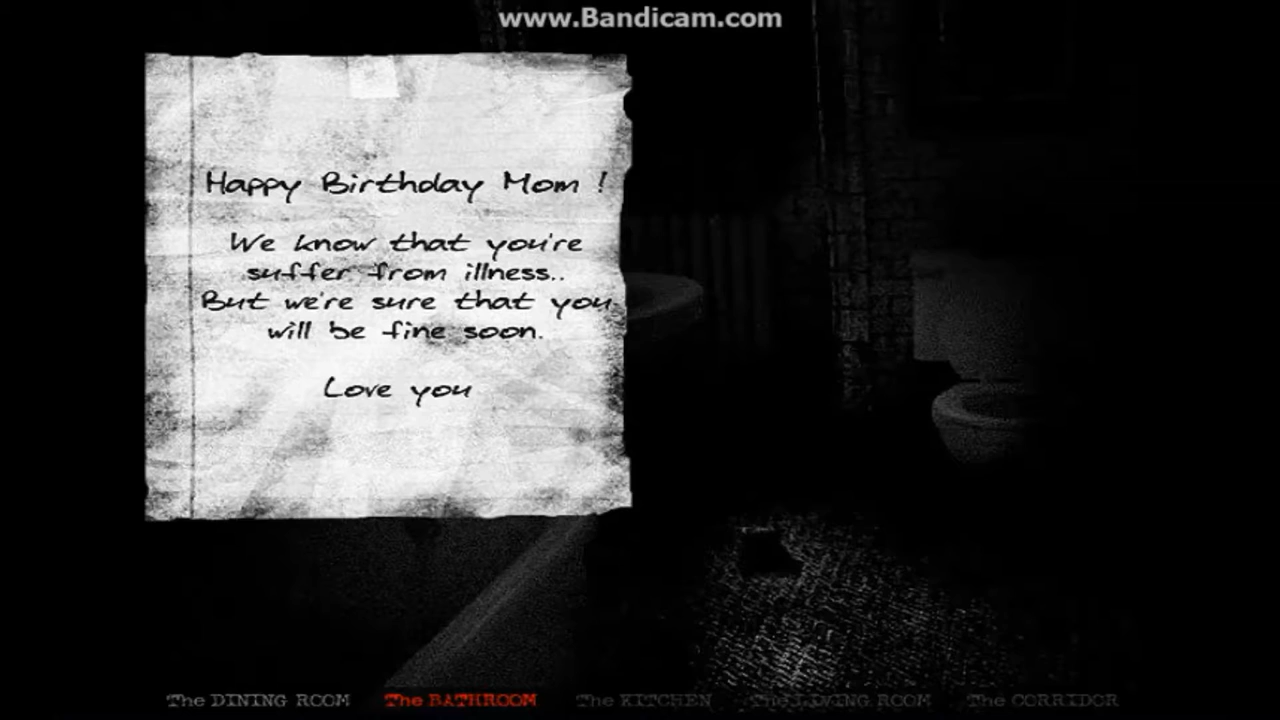 www.Bandicam.com
Happy Birthday Mom !
We know that you're
suffer from illness..
But we're sure that you
will be fine soon.
Love you
The DINING ROOM
The BATHROOM
The KITCHEN
The LIVING ROOM
The CORRIDOR